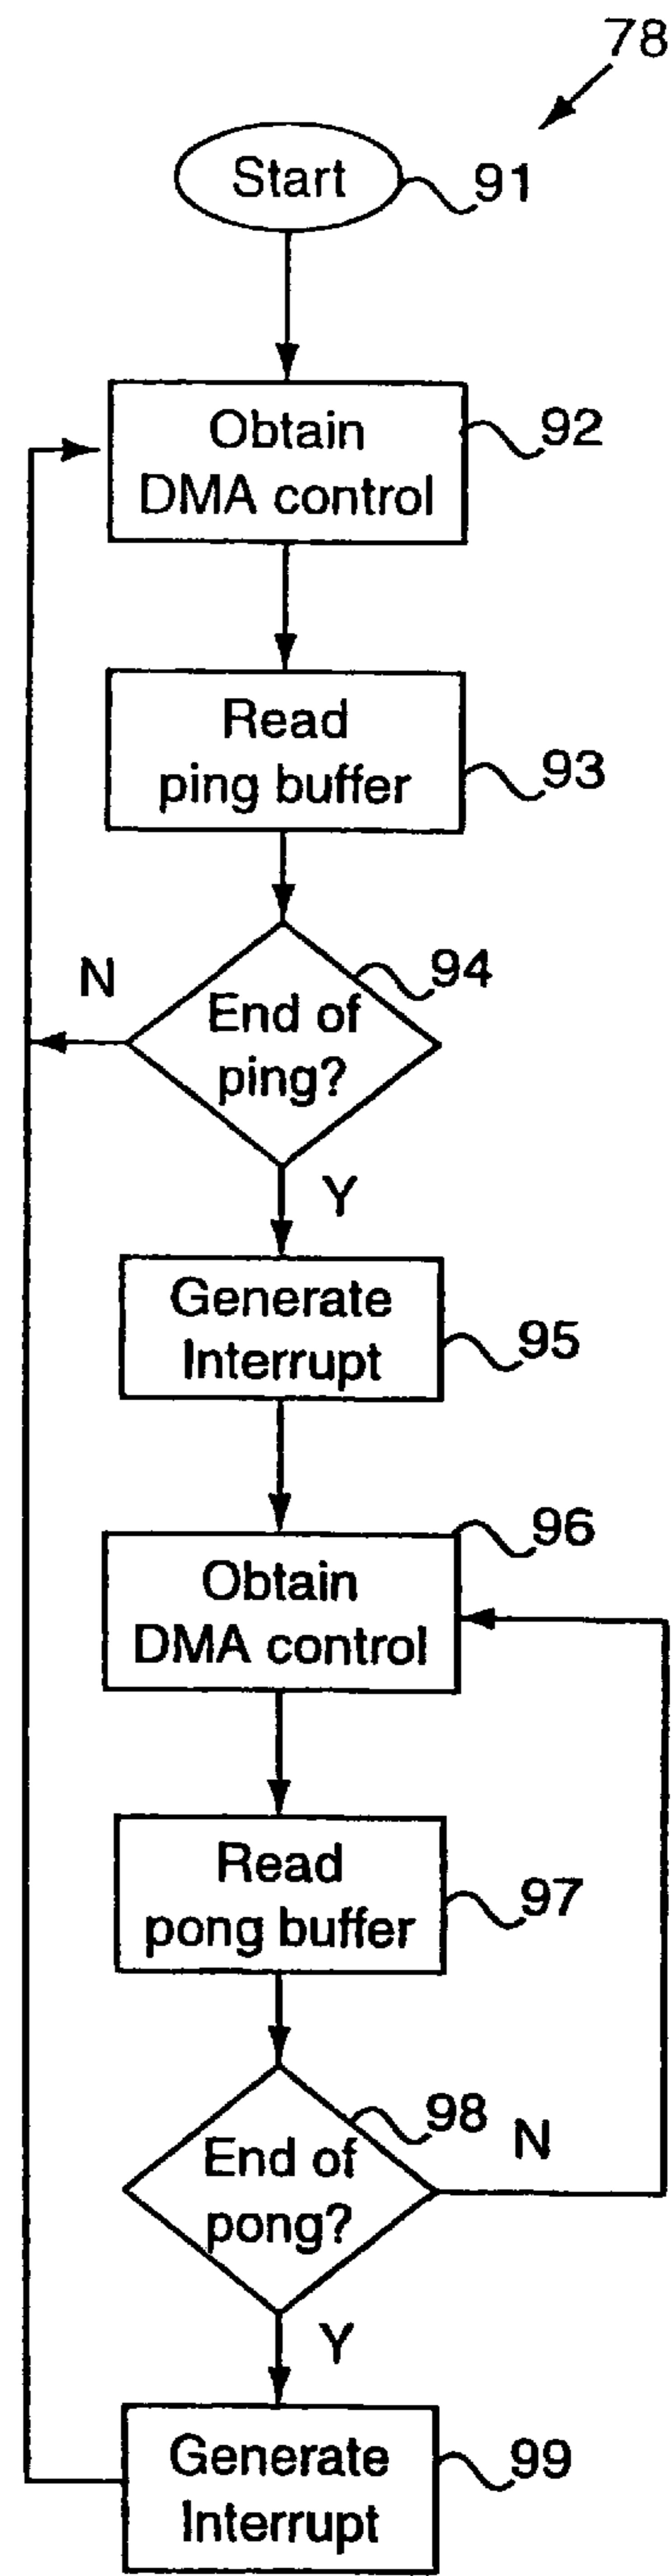 78
Start
91
Obtain
DMA control
92
Read
ping buffer
93
94
N
End of
ping?
Y
Generate
Interrupt
95
96
Obtain
DMA control
Read
pong buffer
97
98
N
End of
pong?
Y
Generate
Interrupt
99